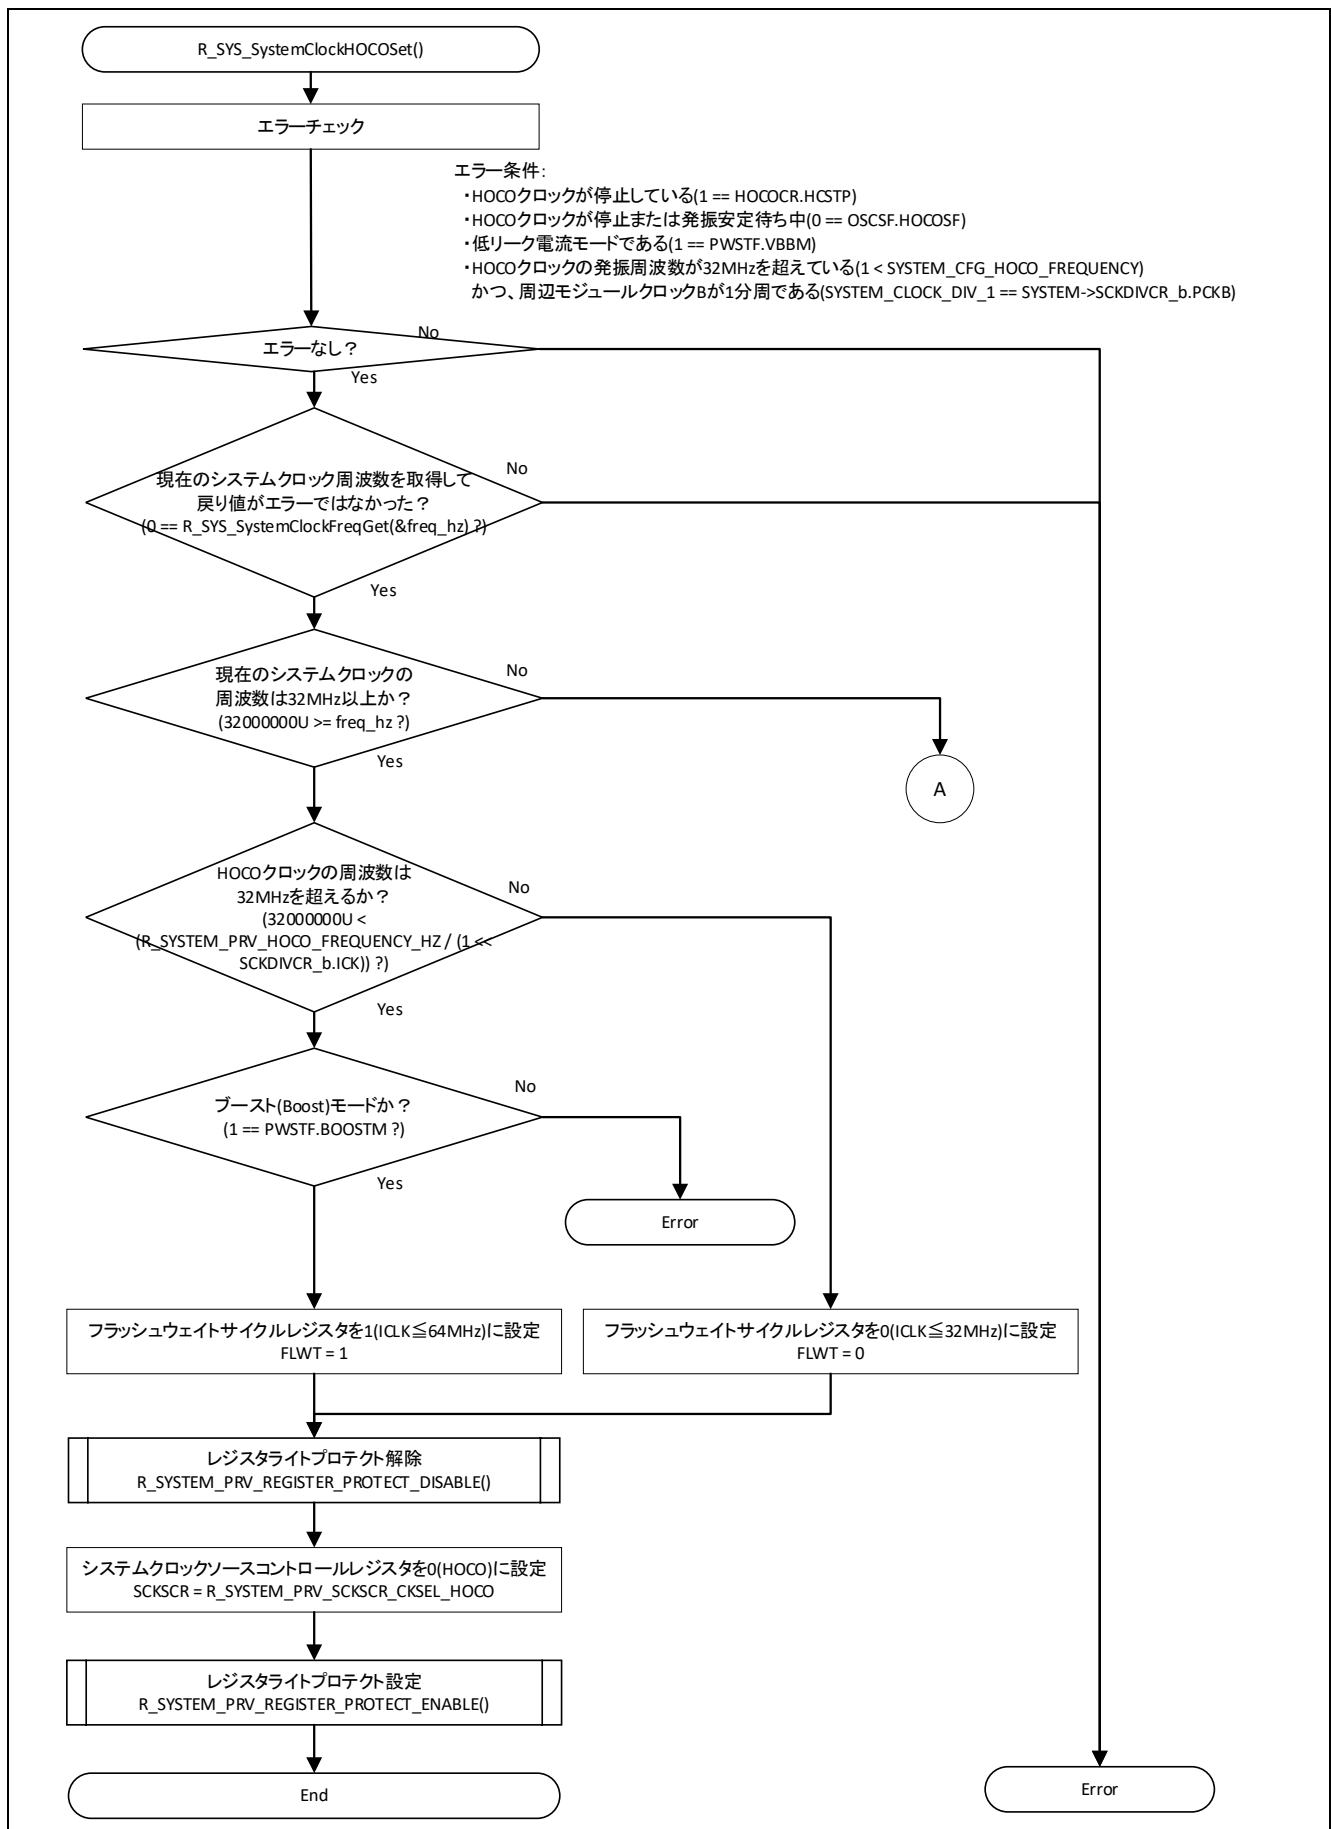 R_SYS_SystemClockHOCOSet()
エラーチェック
エラー条件:
・HOCOクロックが停止している(1 == HOCOCR.HCSTP)
・HOCOクロックが停止または発振安定待ち中(0 == OSCSF.HOCOSF)
・低リーク電流モードである(1 == PWSTF.VBBM)
・HOCOクロックの発振周波数が32MHzを超えている(1 < SYSTEM_CFG_HOCO_FREQUENCY)
かつ、周辺モジュールクロックBが1分周である(SYSTEM_CLOCK_DIV_1 == SYSTEM->SCKDIVCR_b.PCKB)
No
エラーなし？
Yes
現在のシステムクロック周波数を取得して
戻り値がエラーではなかった？
(0 == R_SYS_SystemClockFreqGet(&freq_hz) ?)
No
Yes
現在のシステムクロックの
周波数は32MHz以上か？
(32000000U >= freq_hz ?)
No
Yes
A
HOCOクロックの周波数は
32MHzを超えるか？
(32000000U <
(R_SYSTEM_PRV_HOCO_FREQUENCY_HZ / (1 <<
SCKDIVCR_b.ICK)) ?)
No
Yes
ブースト(Boost)モードか？
(1 == PWSTF.BOOSTM ?)
No
Yes
Error
フラッシュウェイトサイクルレジスタを1(ICLK≦64MHz)に設定
FLWT = 1
フラッシュウェイトサイクルレジスタを0(ICLK≦32MHz)に設定
FLWT = 0
レジスタライトプロテクト解除
R_SYSTEM_PRV_REGISTER_PROTECT_DISABLE()
システムクロックソースコントロールレジスタを0(HOCO)に設定
SCKSCR = R_SYSTEM_PRV_SCKSCR_CKSEL_HOCO
レジスタライトプロテクト設定
R_SYSTEM_PRV_REGISTER_PROTECT_ENABLE()
End
Error